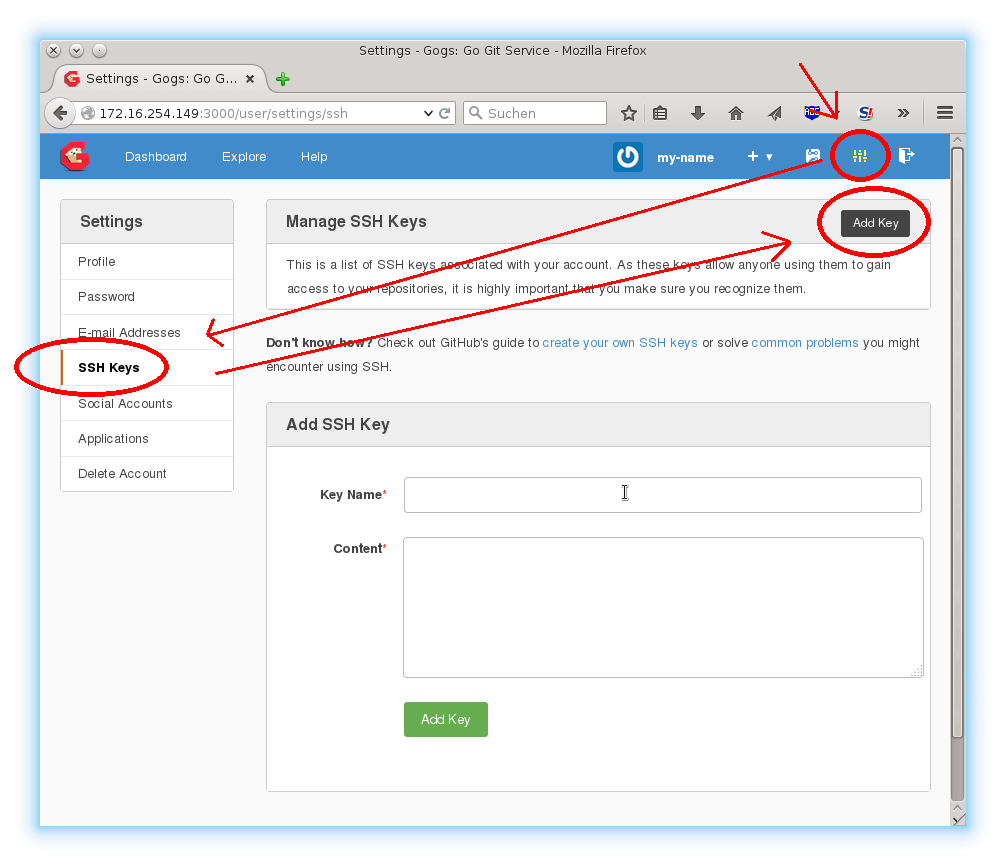 Settings - Gogs: Go Git Service - Mozilla Firefox
Settings - Gogs: Go G...
172.16.254.149:3000/user/settings/ssh
Suchen
ABP
S!
Dashboard
Explore
Help
my-name
Settings
Profile
Password
E-mail Addresses
SSH Keys
Social Accounts
Applications
Delete Account
Manage SSH Keys
Add Key
This is a list of SSH keys associated with your account. As these keys allow anyone using them to gain
access to your repositories, it is highly important that you make sure you recognize them.
Don't know how? Check out GitHub's guide to create your own SSH keys or solve common problems you might
encounter using SSH.
Add SSH Key
Key Name*
Content*
Add Key